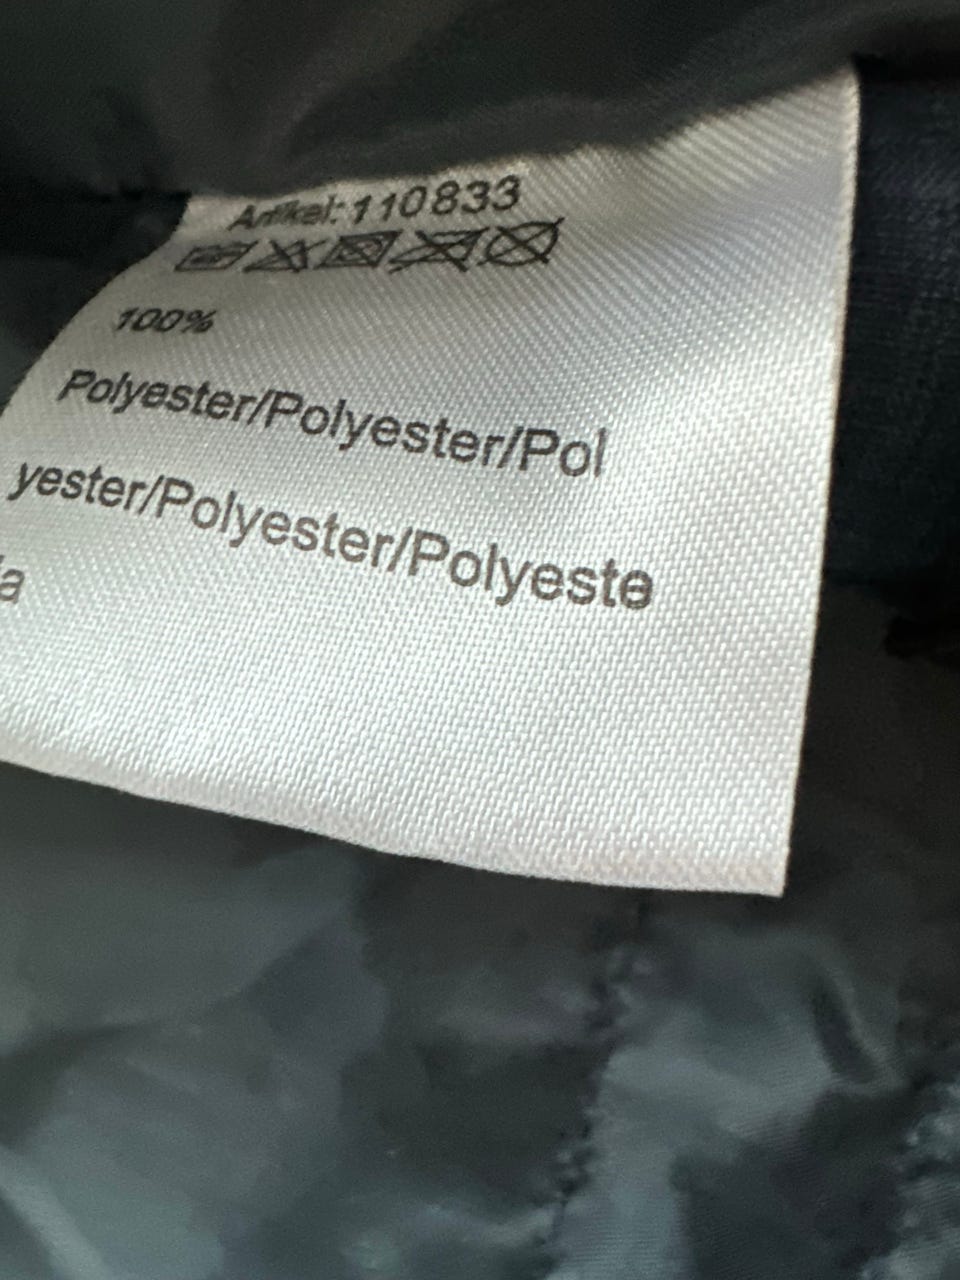 Artikel: 110833
100%
Polyester/Polyester/Pol
yester/Polyester/Polyeste
/a